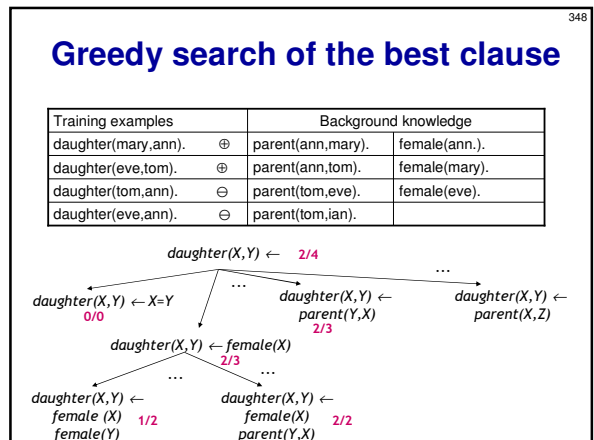 348
Greedy search of the best clause
Training examples Background knowledge
daughter(mary,ann). ⊕ parent(ann,mary). female(ann.).
daughter(eve,tom). ⊕ parent(ann,tom). female(mary).
daughter(tom,ann). ⊖ parent(tom,eve). female(eve).
daughter(eve,ann). ⊖ parent(tom,ian).
daughter(X,Y) ← 2/4
...
...
daughter(X,Y) ← X=Y
0/0
daughter(X,Y) ←
parent(Y,X)
2/3
daughter(X,Y) ←
parent(X,Z)
daughter(X,Y) ← female(X)
2/3
...
...
daughter(X,Y) ←
female (X) 1/2
female(Y)
daughter(X,Y) ←
female(X) 2/2
parent(Y,X)